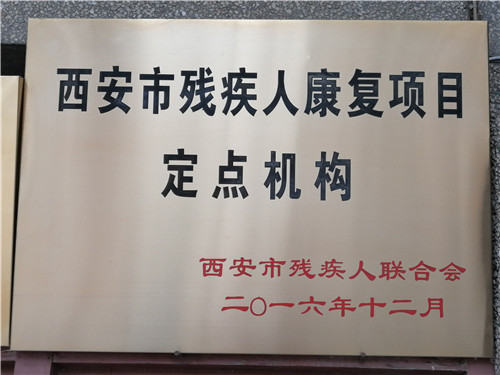 西安市残疾人康复项目
定点机构
西安市残疾人联合会
二〇一六年十二月